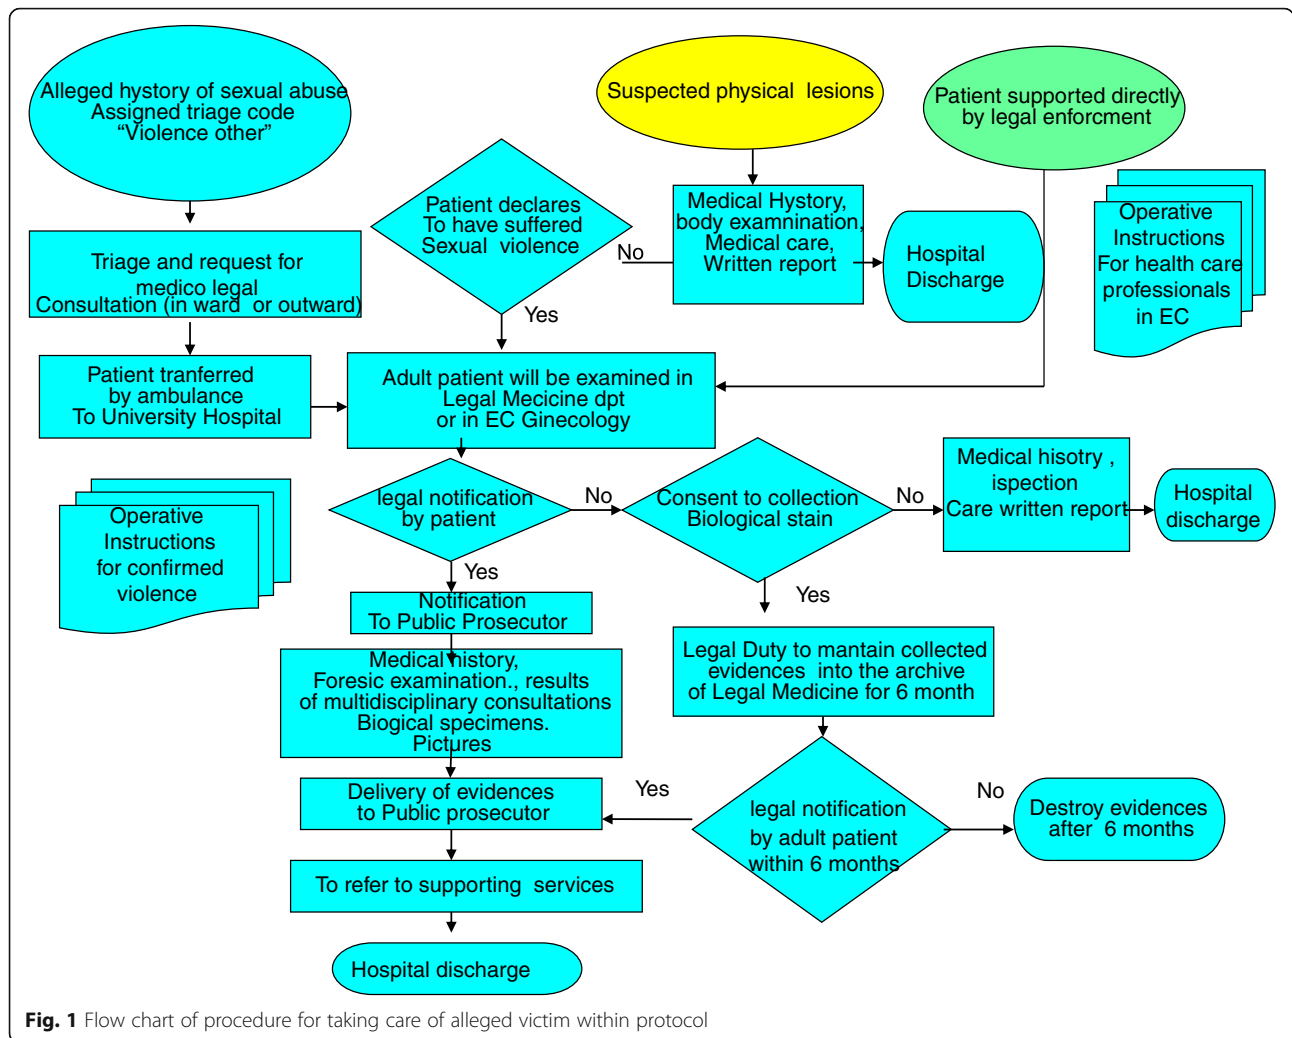 Alleged hystory of sexual abuse
Assigned triage code
“Violence other”
Suspected physical lesions
Patient supported directly
by legal enforcment
Triage and request for
medico legal
Consultation (in ward or outward)
Patient declares
To have suffered
Sexual violence
No
Yes
Medical Hystory,
body examnination,
Medical care,
Written report
Hospital
Discharge
Operative
Instructions
For health care
professionals
in EC
Patient tranferred
by ambulance
To University Hospital
Adult patient will be examined in
Legal Mecicine dpt
or in EC Ginecology
Operative
Instructions
for confirmed
violence
legal notification
by patient
No
Yes
Consent to collection
Biological stain
No
Yes
Medical hisotry ,
ispection
Care written report
Hospital
discharge
Notification
To Public Prosecutor
Medical history,
Foresic examination., results
of multidisciplinary consultations
Biogical specimens.
Pictures
Legal Duty to mantain collected
evidences into the archive
of Legal Medicine for 6 month
Delivery of evidences
to Public prosecutor
Yes
legal notification
by adult patient
within 6 months
No
Destroy evidences
after 6 months
To refer to supporting services
Hospital discharge
Fig. 1 Flow chart of procedure for taking care of alleged victim within protocol